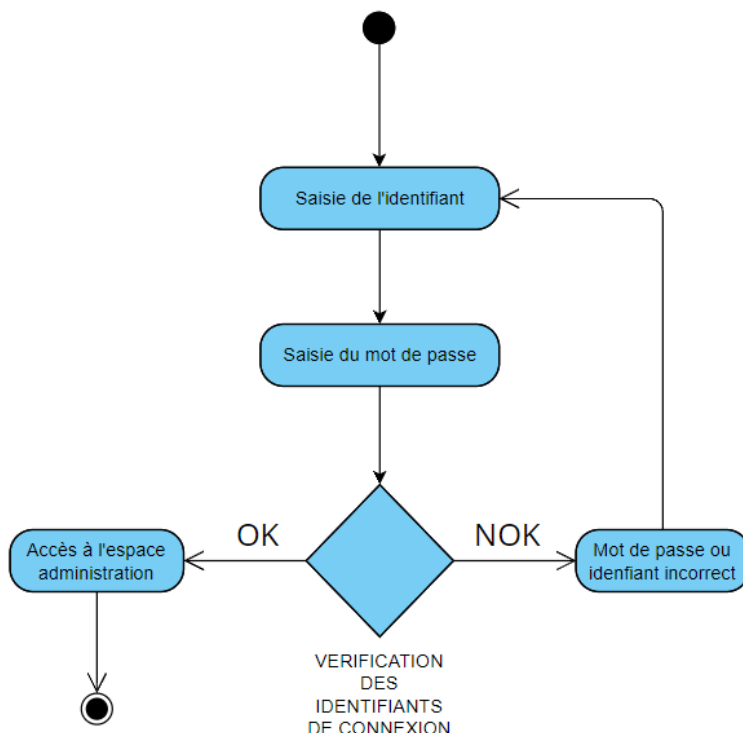 Saisie de l'identifiant
Saisie du mot de passe
OK
NOK
Accès à l'espace
administration
Mot de passe ou
idenfiant incorrect
VERIFICATION
DES
IDENTIFIANTS
DE CONNEXION